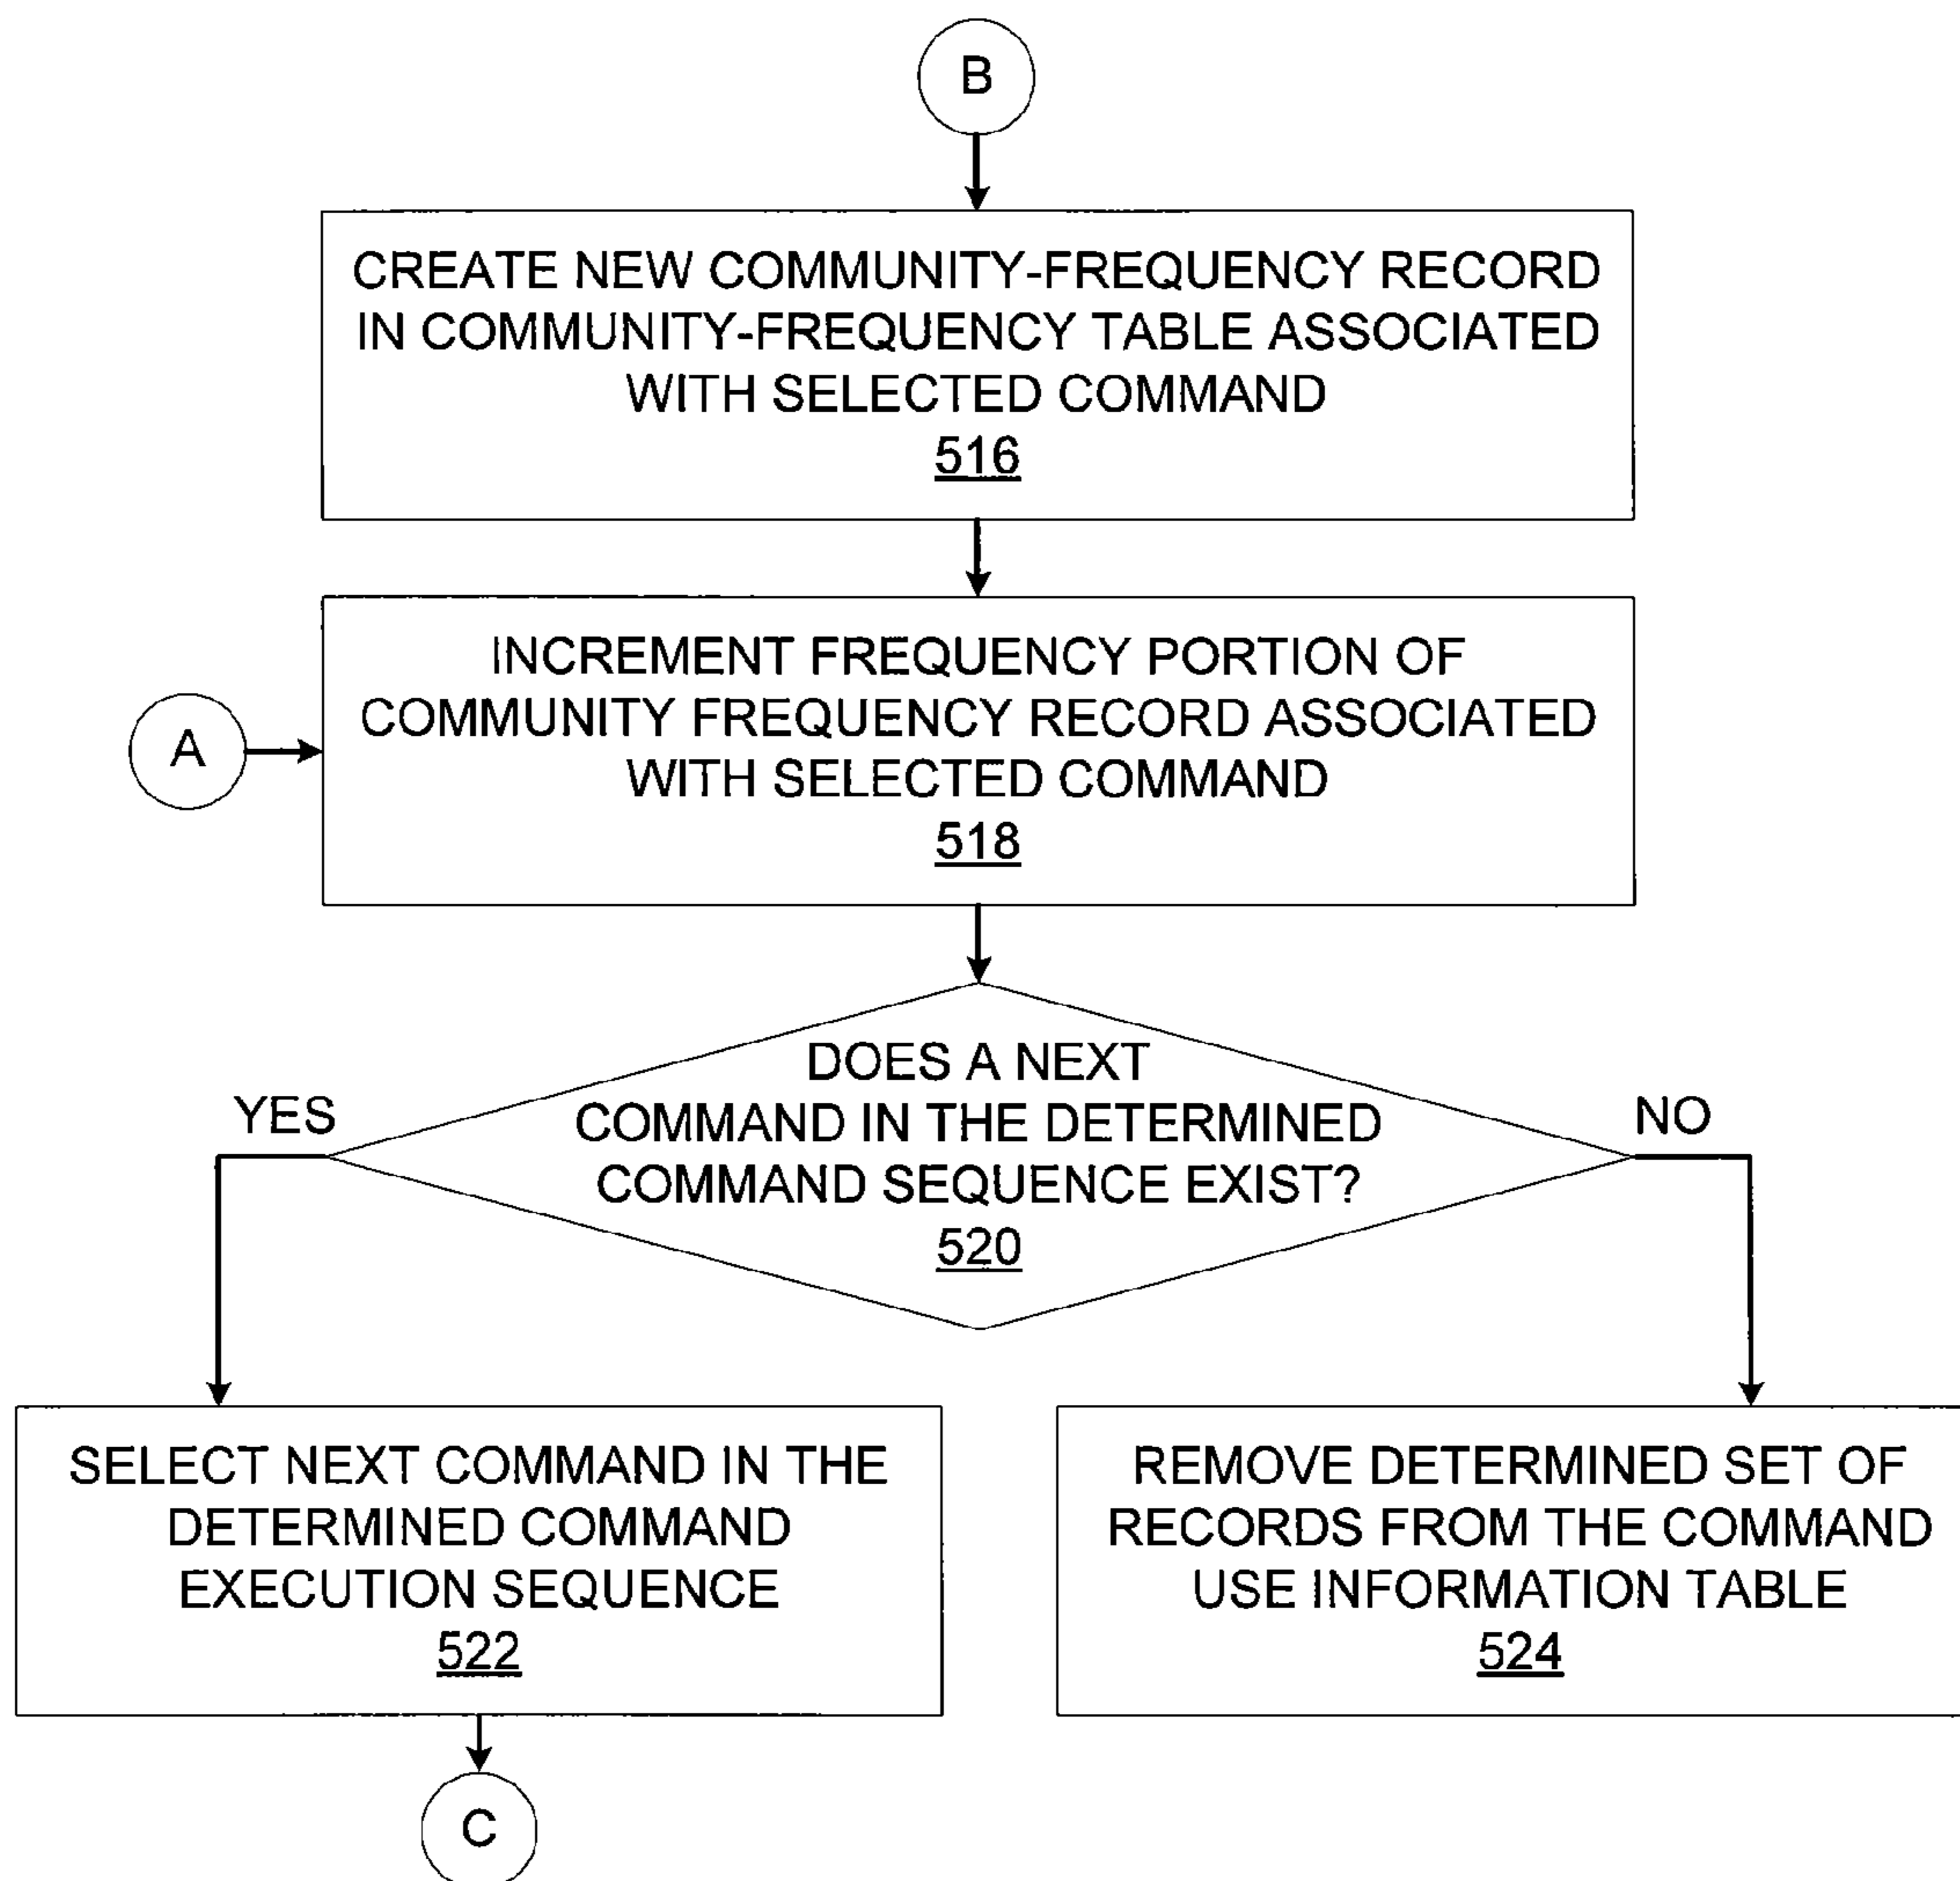 B
CREATE NEW COMMUNITY-FREQUENCY RECORD
IN COMMUNITY-FREQUENCY TABLE ASSOCIATED
WITH SELECTED COMMAND
516
INCREMENT FREQUENCY PORTION OF
COMMUNITY FREQUENCY RECORD ASSOCIATED
WITH SELECTED COMMAND
518
A
DOES A NEXT
COMMAND IN THE DETERMINED
COMMAND SEQUENCE EXIST?
520
YES
NO
SELECT NEXT COMMAND IN THE
DETERMINED COMMAND
EXECUTION SEQUENCE
522
REMOVE DETERMINED SET OF
RECORDS FROM THE COMMAND
USE INFORMATION TABLE
524
C